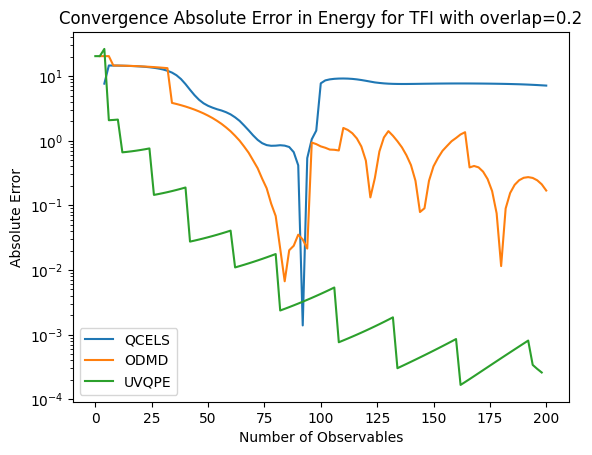 Convergence Absolute Error in Energy for TFI with overlap=0.2
Absolute Error
10¹
10⁰
10⁻¹
10⁻²
10⁻³
10⁻⁴
QCELS
ODMD
UVQPE
0 25 50 75 100 125 150 175 200
Number of Observables